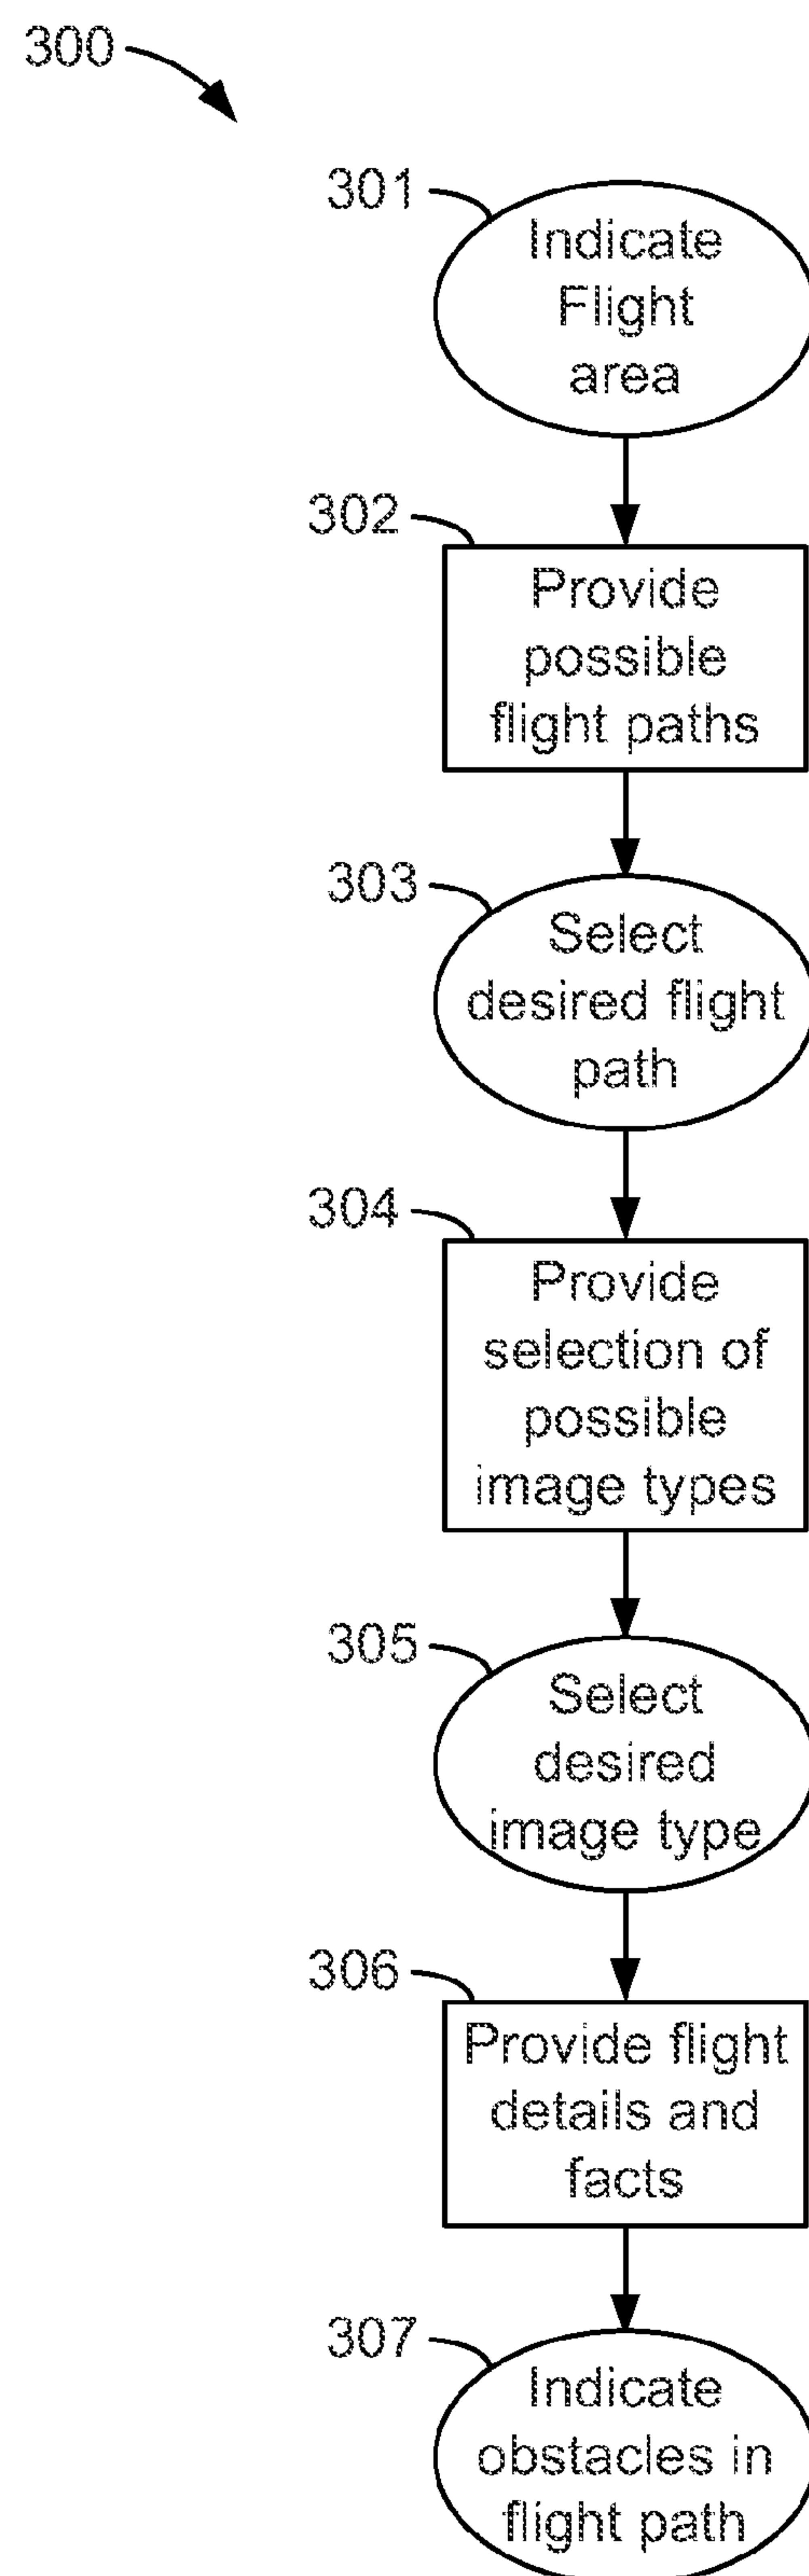 300
301
Indicate
Flight
area
302
Provide
possible
flight paths
303
Select
desired flight
path
304
Provide
selection of
possible
image types
305
Select
desired
image type
306
Provide flight
details and
facts
307
Indicate
obstacles in
flight path